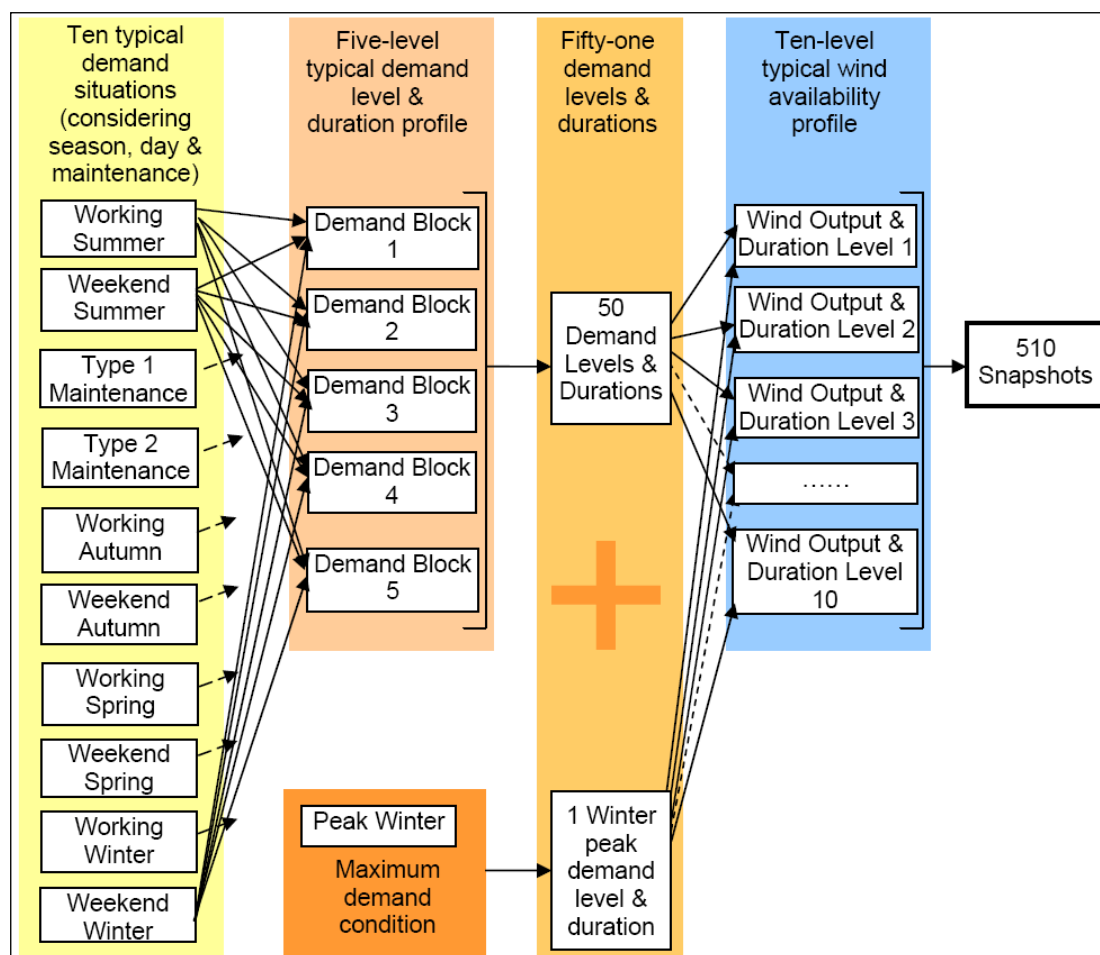 Ten typical
demand
situations
(considering
season, day &
maintenance)
Working
Summer
Weekend
Summer
Type 1
Maintenance
Type 2
Maintenance
Working
Autumn
Weekend
Autumn
Working
Spring
Weekend
Spring
Working
Winter
Weekend
Winter
Five-level
typical demand
level &
duration profile
Demand Block
1
Demand Block
2
Demand Block
3
Demand Block
4
Demand Block
5
Peak Winter
Maximum
demand
condition
Fifty-one
demand
levels &
durations
50
Demand
Levels &
Durations
1 Winter
peak
demand
level &
duration
Ten-level
typical wind
availability
profile
Wind Output &
Duration Level 1
Wind Output &
Duration Level 2
Wind Output &
Duration Level 3
......
Wind Output &
Duration Level
10
510
Snapshots